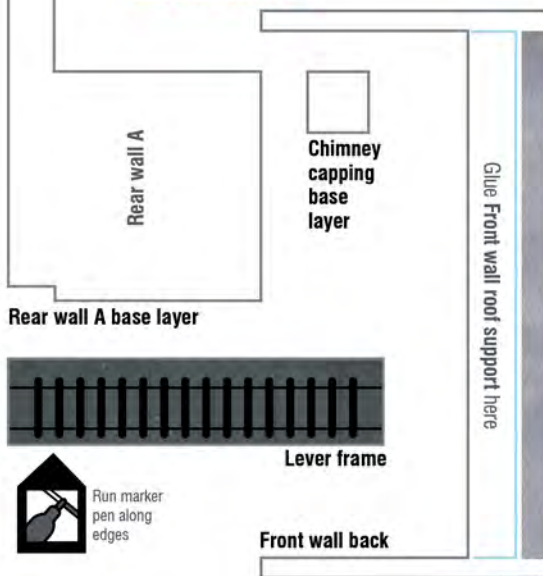 Rear wall A
Chimney
capping
base
layer
Glue Front wall roof support here
Rear wall A base layer
Lever frame
Run marker
pen along
edges
Front wall back